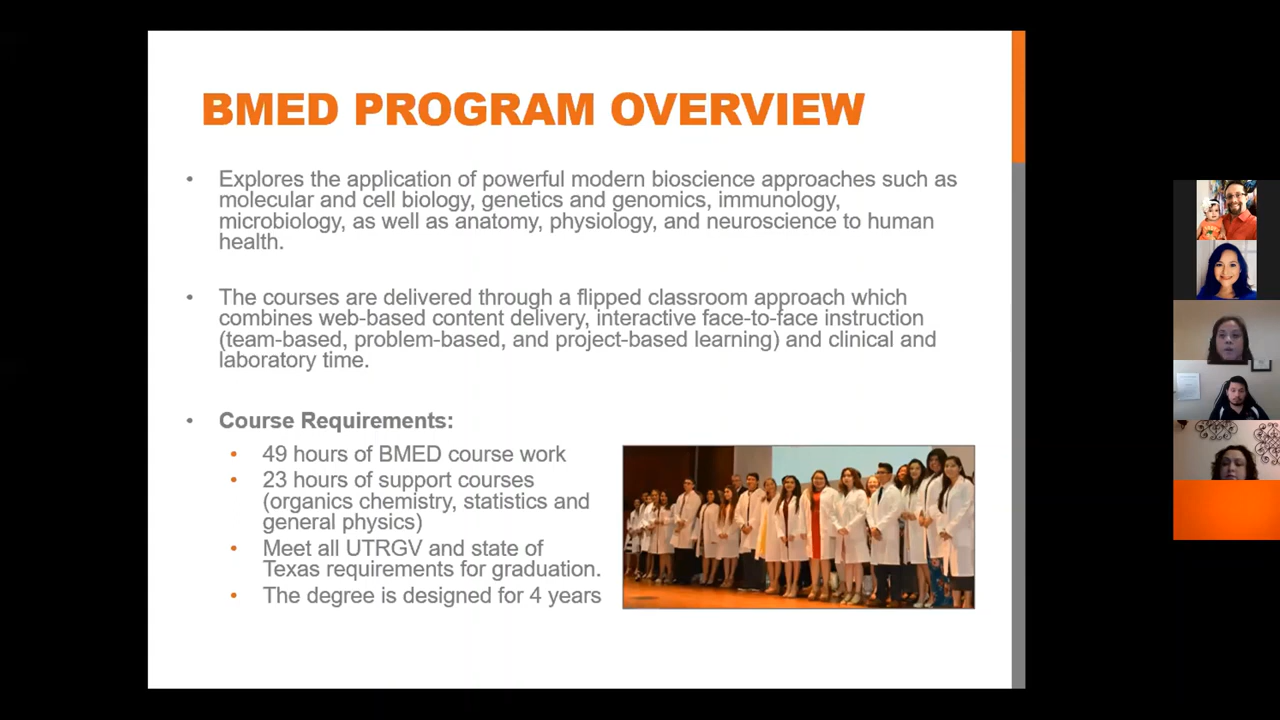 BMED PROGRAM OVERVIEW
• Explores the application of powerful modern bioscience approaches such as
molecular and cell biology, genetics and genomics, immunology,
microbiology, as well as anatomy, physiology, and neuroscience to human
health.
• The courses are delivered through a flipped classroom approach which
combines web-based content delivery, interactive face-to-face instruction
(team-based, problem-based, and project-based learning) and clinical and
laboratory time.
• Course Requirements:
• 49 hours of BMED course work
• 23 hours of support courses
(organics chemistry, statistics and
general physics)
• Meet all UTRGV and state of
Texas requirements for graduation.
• The degree is designed for 4 years